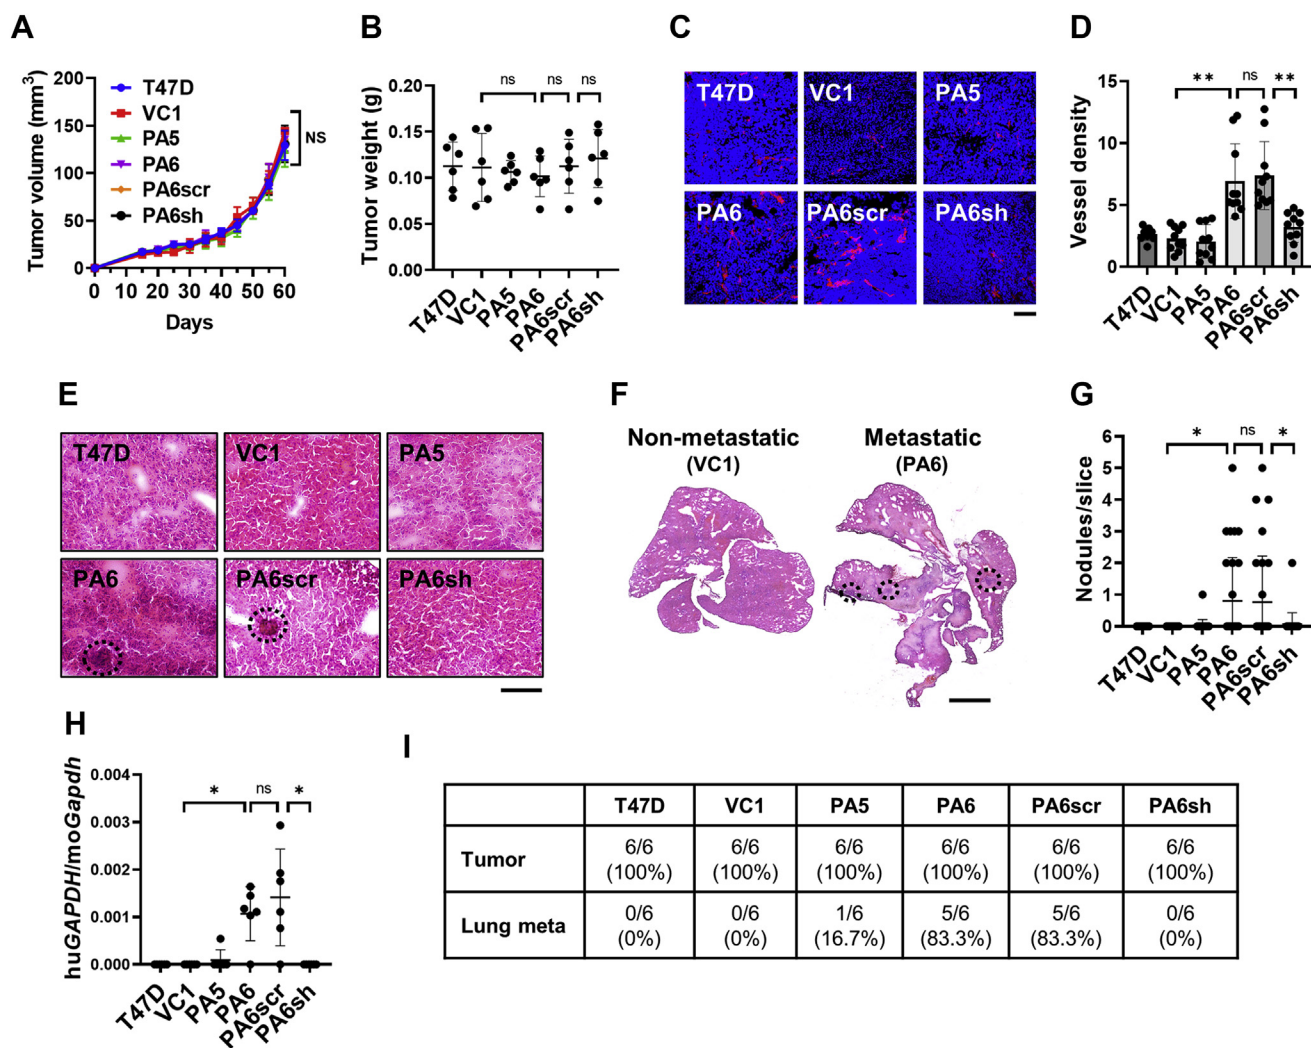 A
Tumor volume (mm3)
200
150
100
50
0
0
10
20
30
40
50
60
Days
T47D
VC1
PA5
PA6
PA6scr
PA6sh
NS
B
Tumor weight (g)
0.20
0.15
0.10
0.05
0.00
ns
ns
ns
T47D
VC1
PA5
PA6
PA6scr
PA6sh
C
T47D
VC1
PA5
PA6
PA6scr
PA6sh
D
Vessel density
15
10
5
0
**
ns
**
T47D
VC1
PA5
PA6
PA6scr
PA6sh
E
T47D
VC1
PA5
PA6
PA6scr
PA6sh
F
Non-metastatic
(VC1)
Metastatic
(PA6)
G
Nodules/slice
6
5
4
3
2
1
0
*
ns
*
T47D
VC1
PA5
PA6
PA6scr
PA6sh
H
huGAPDH/moGapdh
0.004
0.003
0.002
0.001
0.000
*
ns
*
T47D
VC1
PA5
PA6
PA6scr
PA6sh
I
T47D VC1 PA5 PA6 PA6scr PA6sh
Tumor 6/6 6/6 6/6 6/6 6/6 6/6
(100%) (100%) (100%) (100%) (100%) (100%)
Lung meta 0/6 0/6 1/6 5/6 5/6 0/6
(0%) (0%) (16.7%) (83.3%) (83.3%) (0%)